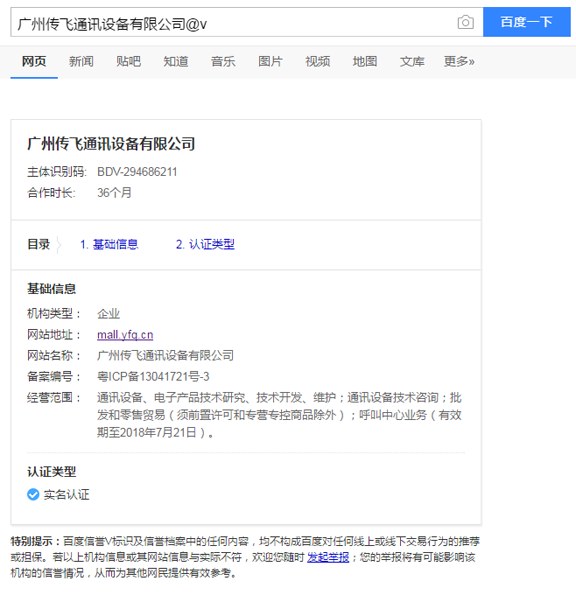 广州传飞通讯设备有限公司@v
百度一下
网页 新闻 贴吧 知道 音乐 图片 视频 地图 文库 更多»
广州传飞通讯设备有限公司
主体识别码: BDV-294686211
合作时长: 36个月
目录 1. 基础信息 2. 认证类型
基础信息
机构类型： 企业
网站地址： mall.yfq.cn
网站名称： 广州传飞通讯设备有限公司
备案编号： 粤ICP备13041721号-3
经营范围： 通讯设备、电子产品技术研究、技术开发、维护；通讯设备技术咨询；批
发和零售贸易（须前置许可和专营专控商品除外）；呼叫中心业务（有效
期至2018年7月21日）。
认证类型
实名认证
特别提示：百度信誉V标识及信誉档案中的任何内容，均不构成百度对任何线上或线下交易行为的推荐
或担保。若以上机构信息或其网站信息与实际不符，欢迎您随时 发起举报；您的举报将有可能影响该
机构的信誉情况，从而为其他网民提供有效参考。